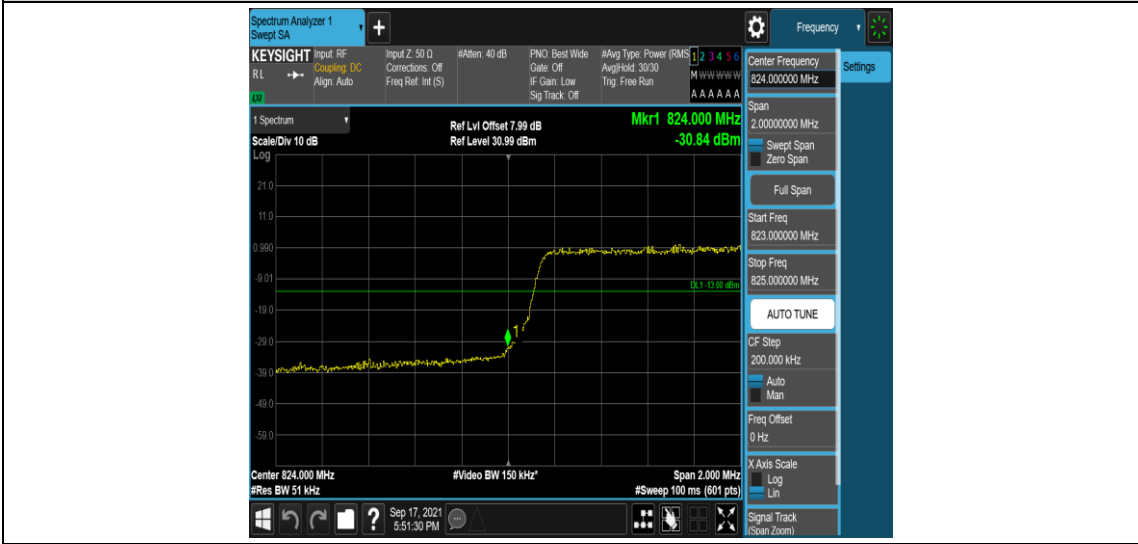 Spectrum Analyzer 1
Swept SA
+
Frequency
KEYSIGHT
RL
LM
Input: RF
Coupling: DC
Align: Auto
Input Z: 50 Ω
Corrections: Off
Freq Ref: Int (S)
#Atten: 40 dB
PNO: Best Wide
Gate: Off
IF Gain: Low
Sig Track: Off
#Avg Type: Power (RMS
Avg|Hold: 30/30
Trig: Free Run
1 2 3 4 5 6
M W W W W W
A A A A A A
Settings
Center Frequency
824.000000 MHz
Span
2.00000000 MHz
Swept Span
Zero Span
Full Span
Start Freq
823.000000 MHz
Stop Freq
825.000000 MHz
AUTO TUNE
CF Step
200.000 kHz
Auto
Man
Freq Offset
0 Hz
X Axis Scale
Log
Lin
Signal Track
(Span Zoom)
1 Spectrum
Scale/Div 10 dB
Log
Ref Lvl Offset 7.99 dB
Ref Level 30.99 dBm
Mkr1 824.000 MHz
-30.84 dBm
21.0
11.0
0.990
-9.01
DL1 -13.00 dBm
-19.0
1
-29.0
-39.0
-49.0
-59.0
Center 824.000 MHz
#Video BW 150 kHz*
Span 2.000 MHz
#Res BW 51 kHz
#Sweep 100 ms (601 pts)
?
Sep 17, 2021
5:51:30 PM